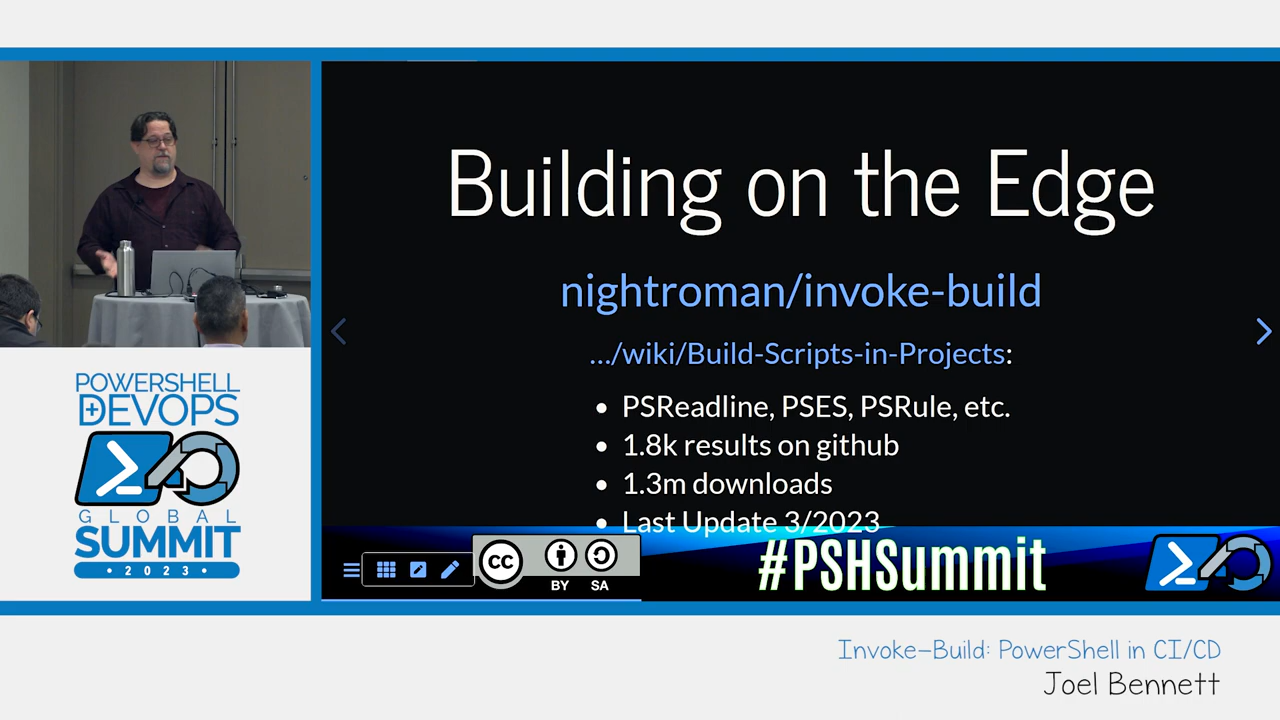 Building on the Edge
nightroman/invoke-build
.../wiki/Build-Scripts-in-Projects:
• PSReadline, PSES, PSRule, etc.
• 1.8k results on github
• 1.3m downloads
• Last Update 3/2023
cc
BY SA
#PSHSummit
POWERSHELL
+DEVOPS
GLOBAL
SUMMIT
• 2023 •
Invoke-Build: PowerShell in CI/CD
Joel Bennett